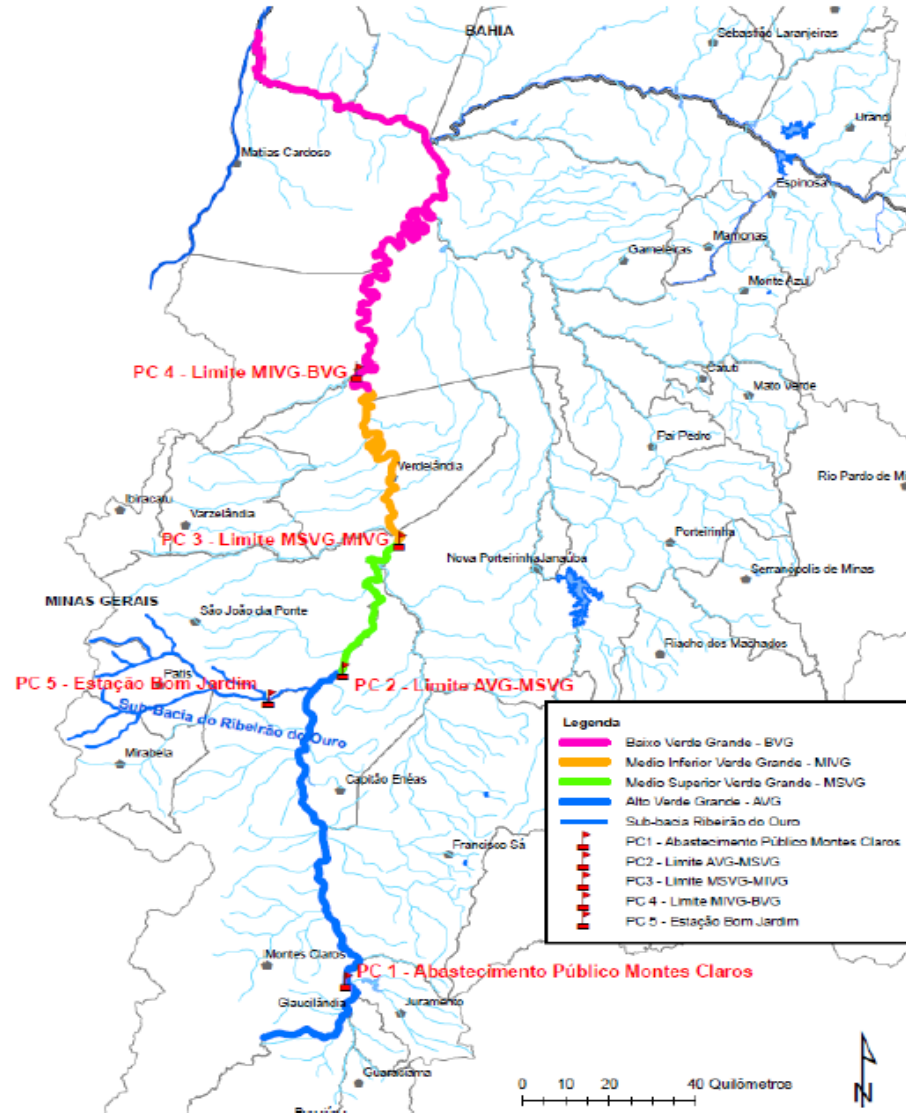 BAHIA
Sebastião Laranjeiras
Urandi
Matias Cardoso
Espinosa
Mamonas
Gameleiras
Monte Azul
PC 4 - Limite MIVG-BVG
Catuti
Mato Verde
Pai Pedro
Verdelândia
Rio Pardo de Mi
Ibiracatu
Varzelândia
PC 3 - Limite MSVG-MIVG
Porteirinha
Nova Porteirinha
Janaúba
Serranópolis de Minas
MINAS GERAIS
São João da Ponte
Riacho dos Machados
Patis
PC 5 - Estação Bom Jardim
PC 2 - Limite AVG-MSVG
Sub-Bacia do Ribeirão do Ouro
Mirabela
Capitão Enéas
Francisco Sá
Legenda
Baixo Verde Grande - BVG
Medio Inferior Verde Grande - MIVG
Medio Superior Verde Grande - MSVG
Alto Verde Grande - AVG
Sub-bacia Ribeirão do Ouro
PC1 - Abastecimento Público Montes Claros
PC2 - Limite AVG-MSVG
PC3 - Limite MSVG-MIVG
PC 4 - Limite MIVG-BVG
PC 5 - Estação Bom Jardim
Montes Claros
PC 1 - Abastecimento Público Montes Claros
Glaucilândia
Juramento
Guaraciama
0 10 20 40 Quilômetros
N